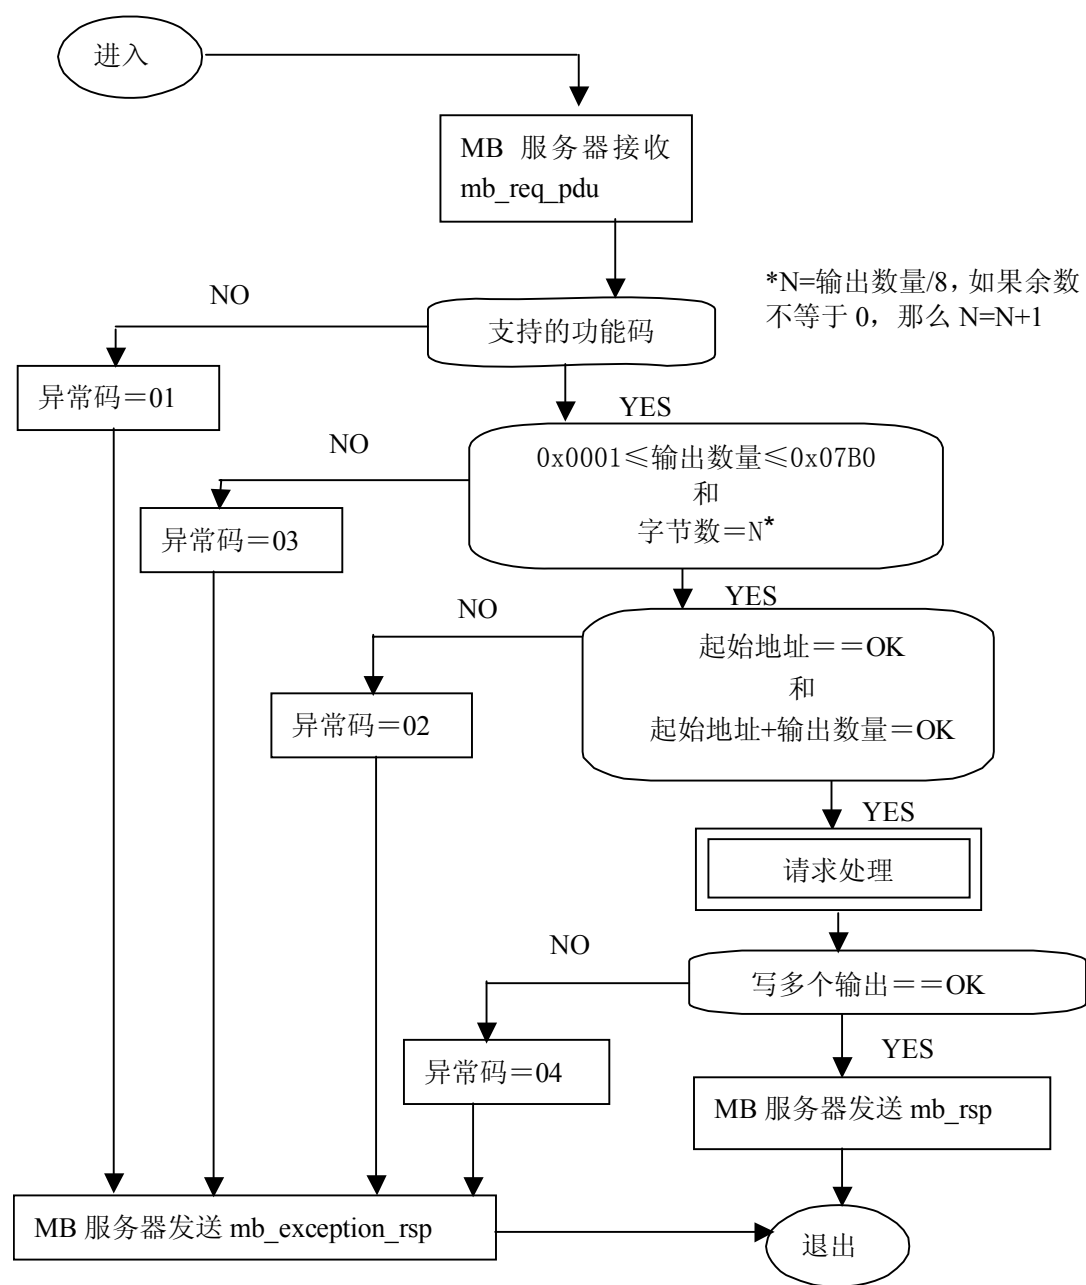 进入
MB 服务器接收
mb_req_pdu
*N=输出数量/8，如果余数
不等于 0，那么 N=N+1
NO
支持的功能码
异常码＝01
YES
NO
0x0001≤输出数量≤0x07B0
和
字节数＝N*
异常码＝03
YES
NO
起始地址＝＝OK
和
起始地址+输出数量＝OK
异常码＝02
YES
请求处理
NO
写多个输出＝＝OK
YES
异常码＝04
MB 服务器发送 mb_rsp
MB 服务器发送 mb_exception_rsp
退出